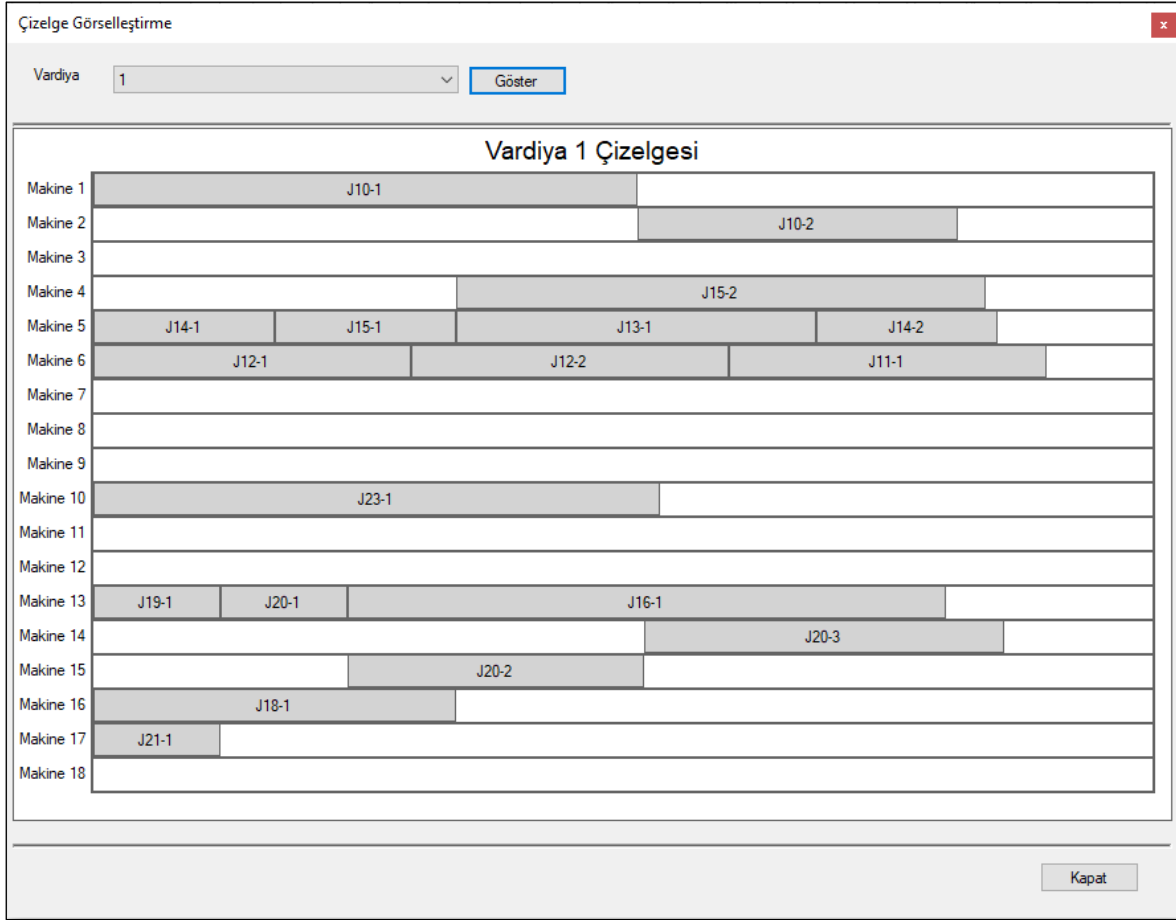 Çizelge Görselleştirme x
Vardiya 1 Göster
Vardiya 1 Çizelgesi
Makine 1 J10-1
Makine 2 J10-2
Makine 3
Makine 4 J15-2
Makine 5 J14-1 J15-1 J13-1 J14-2
Makine 6 J12-1 J12-2 J11-1
Makine 7
Makine 8
Makine 9
Makine 10 J23-1
Makine 11
Makine 12
Makine 13 J19-1 J20-1 J16-1
Makine 14 J20-3
Makine 15 J20-2
Makine 16 J18-1
Makine 17 J21-1
Makine 18
Kapat